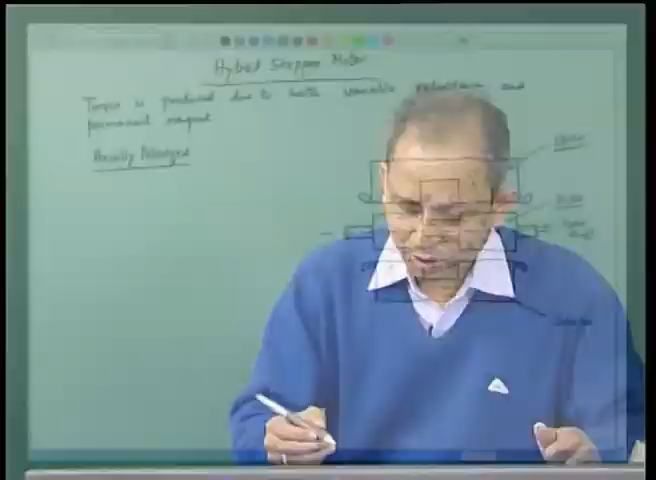 Hybrid Stepper Motor
Torque is produced due to both variable reluctance and
permanent magnet
Axially Polarized